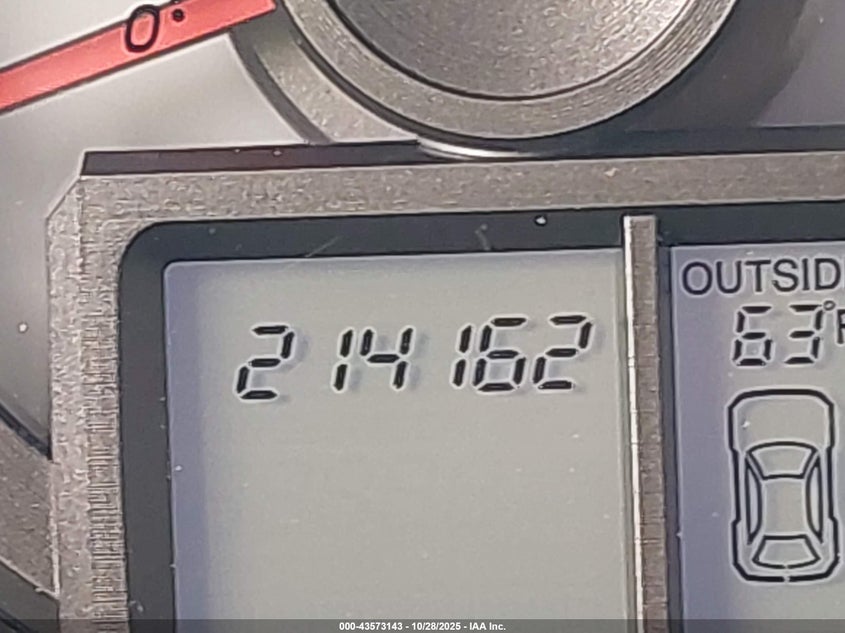 0
214162
OUTSID
63°F
000-43573143 - 10/28/2025 - IAA Inc.